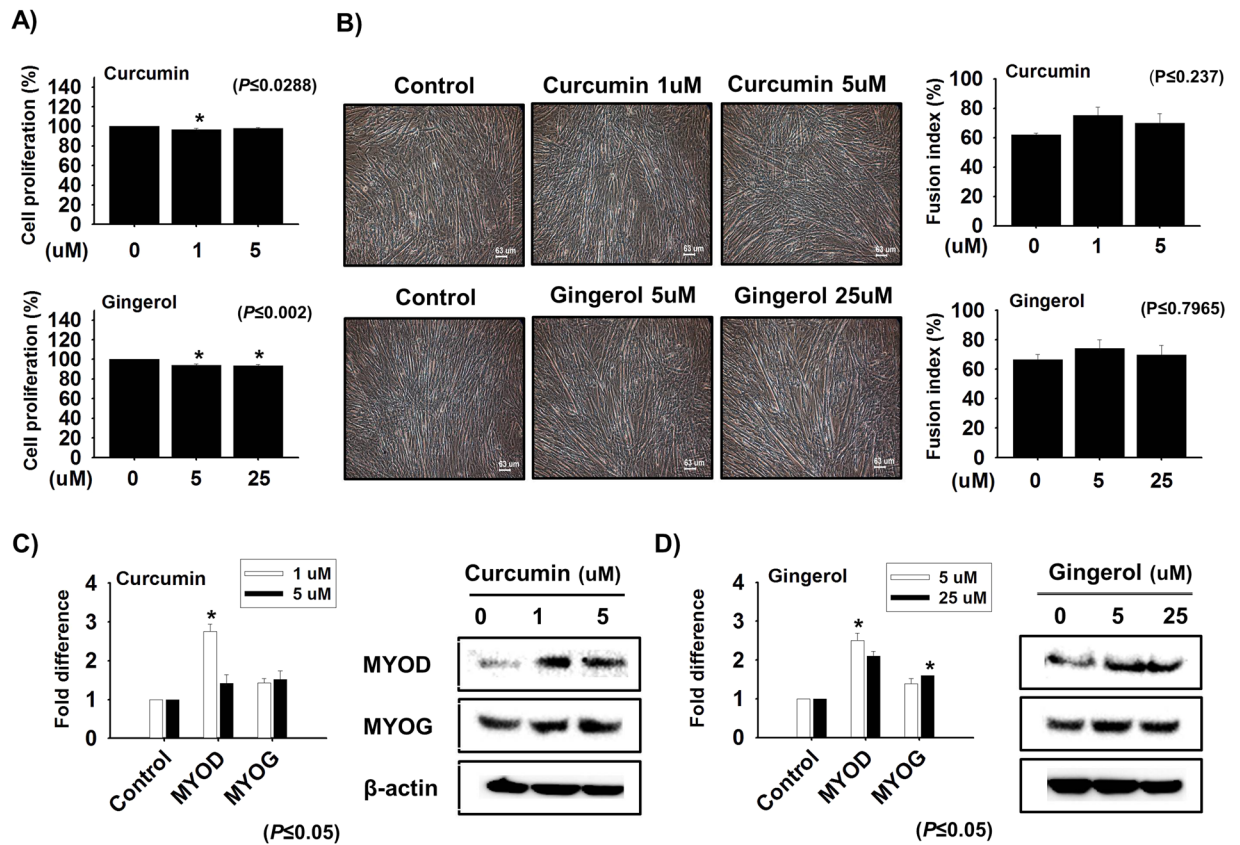 A)
Curcumin
(P≤0.0288)
Cell proliferation (%)
140
120
100
80
60
40
20
0
*
(uM) 0 1 5
Gingerol
(P≤0.002)
Cell proliferation (%)
140
120
100
80
60
40
20
0
* *
(uM) 0 5 25
B)
Control Curcumin 1uM Curcumin 5uM
63 um 63 um 63 um
Control Gingerol 5uM Gingerol 25uM
63 um 63 um 63 um
Curcumin
(P≤0.237)
Fusion index (%)
100
80
60
40
20
0
(uM) 0 1 5
Gingerol
(P≤0.7965)
Fusion index (%)
100
80
60
40
20
0
(uM) 0 5 25
C)
Curcumin
1 uM
5 uM
Fold difference
4
3
2
1
0
*
Control MYOD MYOG
(P≤0.05)
Curcumin (uM)
0 1 5
MYOD
MYOG
β-actin
D)
Gingerol
5 uM
25 uM
Fold difference
4
3
2
1
0
* *
Control MYOD MYOG
(P≤0.05)
Gingerol (uM)
0 5 25